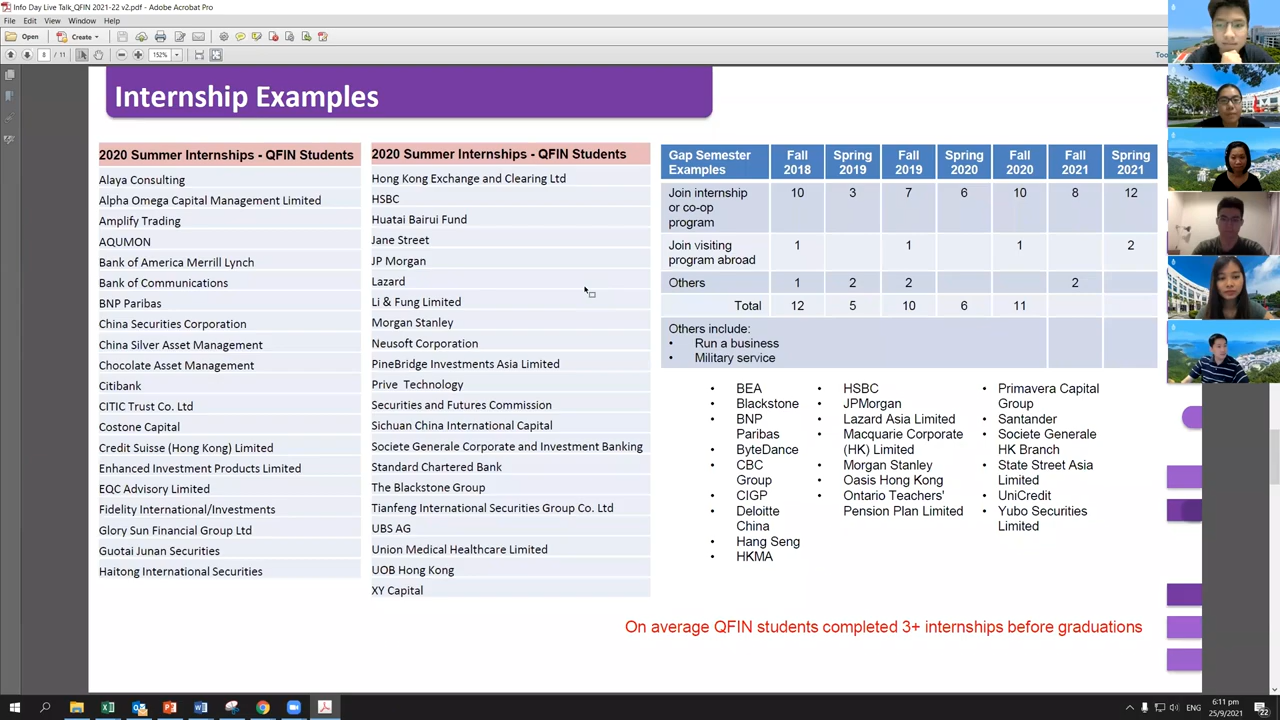 Info Day Live Talk_QFIN 2021-22 v2.pdf - Adobe Acrobat Pro
File Edit View Window Help
Open Create
8 / 11 152%
Internship Examples
2020 Summer Internships - QFIN Students
Alaya Consulting
Alpha Omega Capital Management Limited
Amplify Trading
AQUMON
Bank of America Merrill Lynch
Bank of Communications
BNP Paribas
China Securities Corporation
China Silver Asset Management
Chocolate Asset Management
Citibank
CITIC Trust Co. Ltd
Costone Capital
Credit Suisse (Hong Kong) Limited
Enhanced Investment Products Limited
EQC Advisory Limited
Fidelity International/Investments
Glory Sun Financial Group Ltd
Guotai Junan Securities
Haitong International Securities
2020 Summer Internships - QFIN Students
Hong Kong Exchange and Clearing Ltd
HSBC
Huatai Bairui Fund
Jane Street
JP Morgan
Lazard
Li & Fung Limited
Morgan Stanley
Neusoft Corporation
PineBridge Investments Asia Limited
Prive Technology
Securities and Futures Commission
Sichuan China International Capital
Societe Generale Corporate and Investment Banking
Standard Chartered Bank
The Blackstone Group
Tianfeng International Securities Group Co. Ltd
UBS AG
Union Medical Healthcare Limited
UOB Hong Kong
XY Capital
Gap Semester Fall Spring Fall Spring Fall Fall Spring
Examples 2018 2019 2019 2020 2020 2021 2021
Join internship 10 3 7 6 10 8 12
or co-op
program
Join visiting 1 1 1 2
program abroad
Others 1 2 2 2
Total 12 5 10 6 11
Others include:
• Run a business
• Military service
• BEA
• Blackstone
• BNP
Paribas
• ByteDance
• CBC
Group
• CIGP
• Deloitte
China
• Hang Seng
• HKMA
• HSBC
• JPMorgan
• Lazard Asia Limited
• Macquarie Corporate
(HK) Limited
• Morgan Stanley
• Oasis Hong Kong
• Ontario Teachers'
Pension Plan Limited
• Primavera Capital
Group
• Santander
• Societe Generale
HK Branch
• State Street Asia
Limited
• UniCredit
• Yubo Securities
Limited
On average QFIN students completed 3+ internships before graduations
ENG
6:11 pm
25/9/2021
22